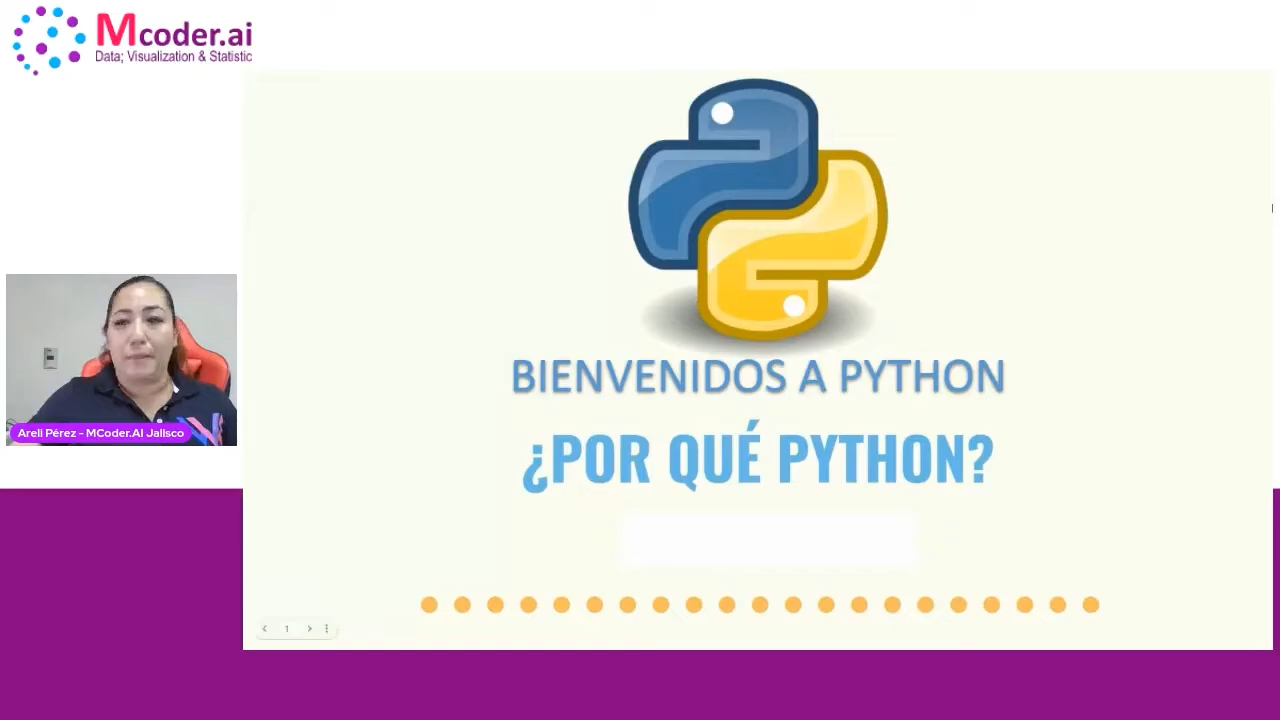 Mcoder.ai
Data; Visualization & Statistic
BIENVENIDOS A PYTHON
¿POR QUÉ PYTHON?
Areli Pérez - MCoder.AI Jalisco
1